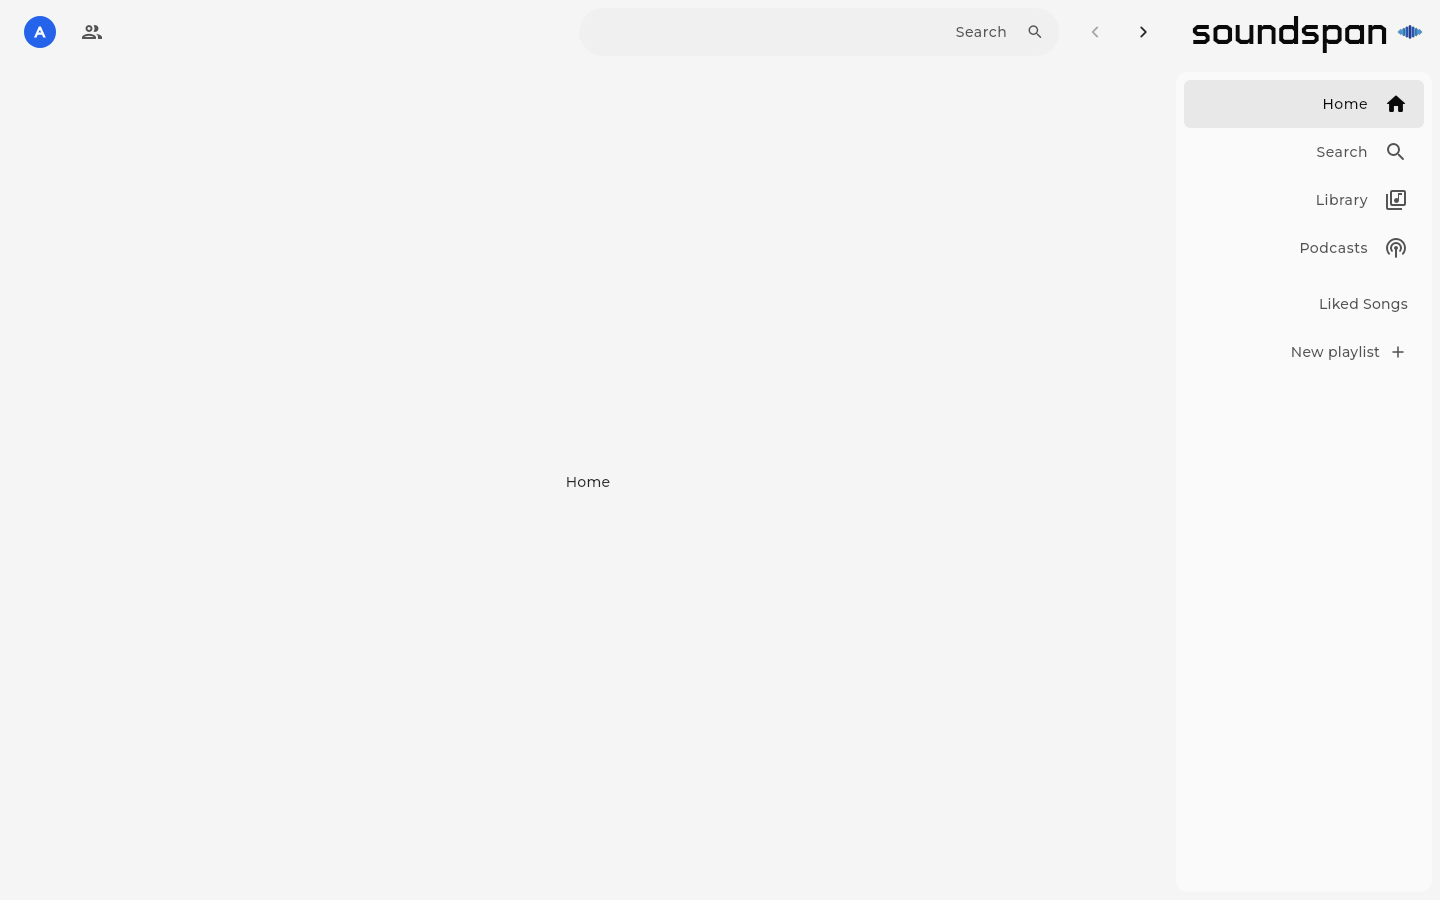 A
Search
soundspan
Home
Search
Library
Podcasts
Liked Songs
New playlist
Home